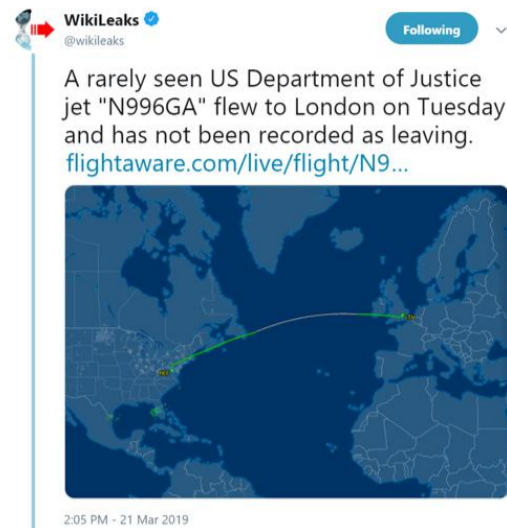 WikiLeaks
@wikileaks
Following
A rarely seen US Department of Justice
jet "N996GA" flew to London on Tuesday
and has not been recorded as leaving.
flightaware.com/live/flight/N9...
2:05 PM - 21 Mar 2019